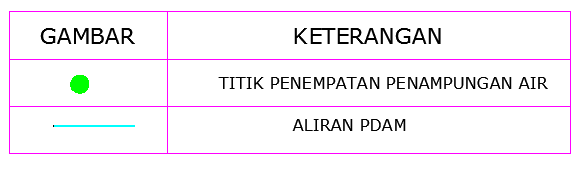 GAMBAR KETERANGAN
TITIK PENEMPATAN PENAMPUNGAN AIR
ALIRAN PDAM